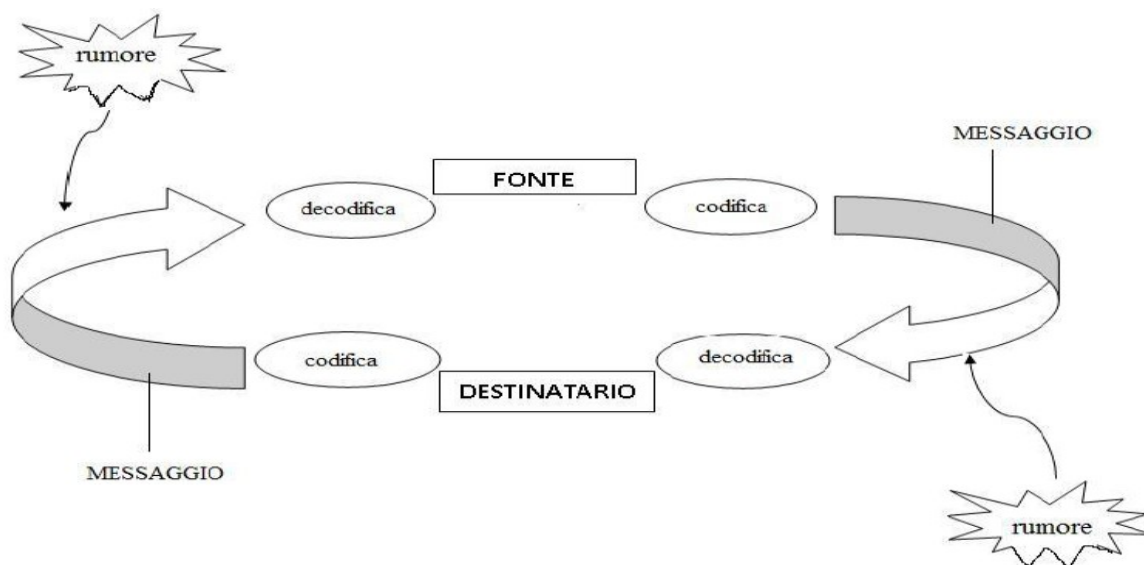 rumore
MESSAGGIO
FONTE
decodifica
codifica
codifica
decodifica
DESTINATARIO
MESSAGGIO
rumore